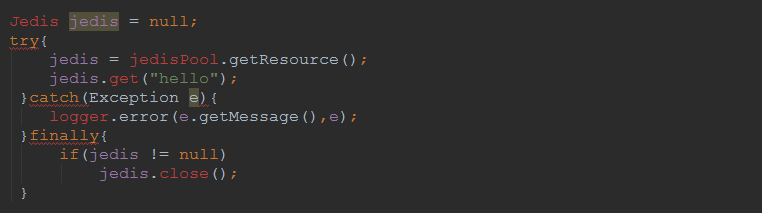 Jedis jedis = null;
try{
jedis = jedisPool.getResource();
jedis.get("hello");
}catch(Exception e){
logger.error(e.getMessage(),e);
}finally{
if(jedis != null)
jedis.close();
}